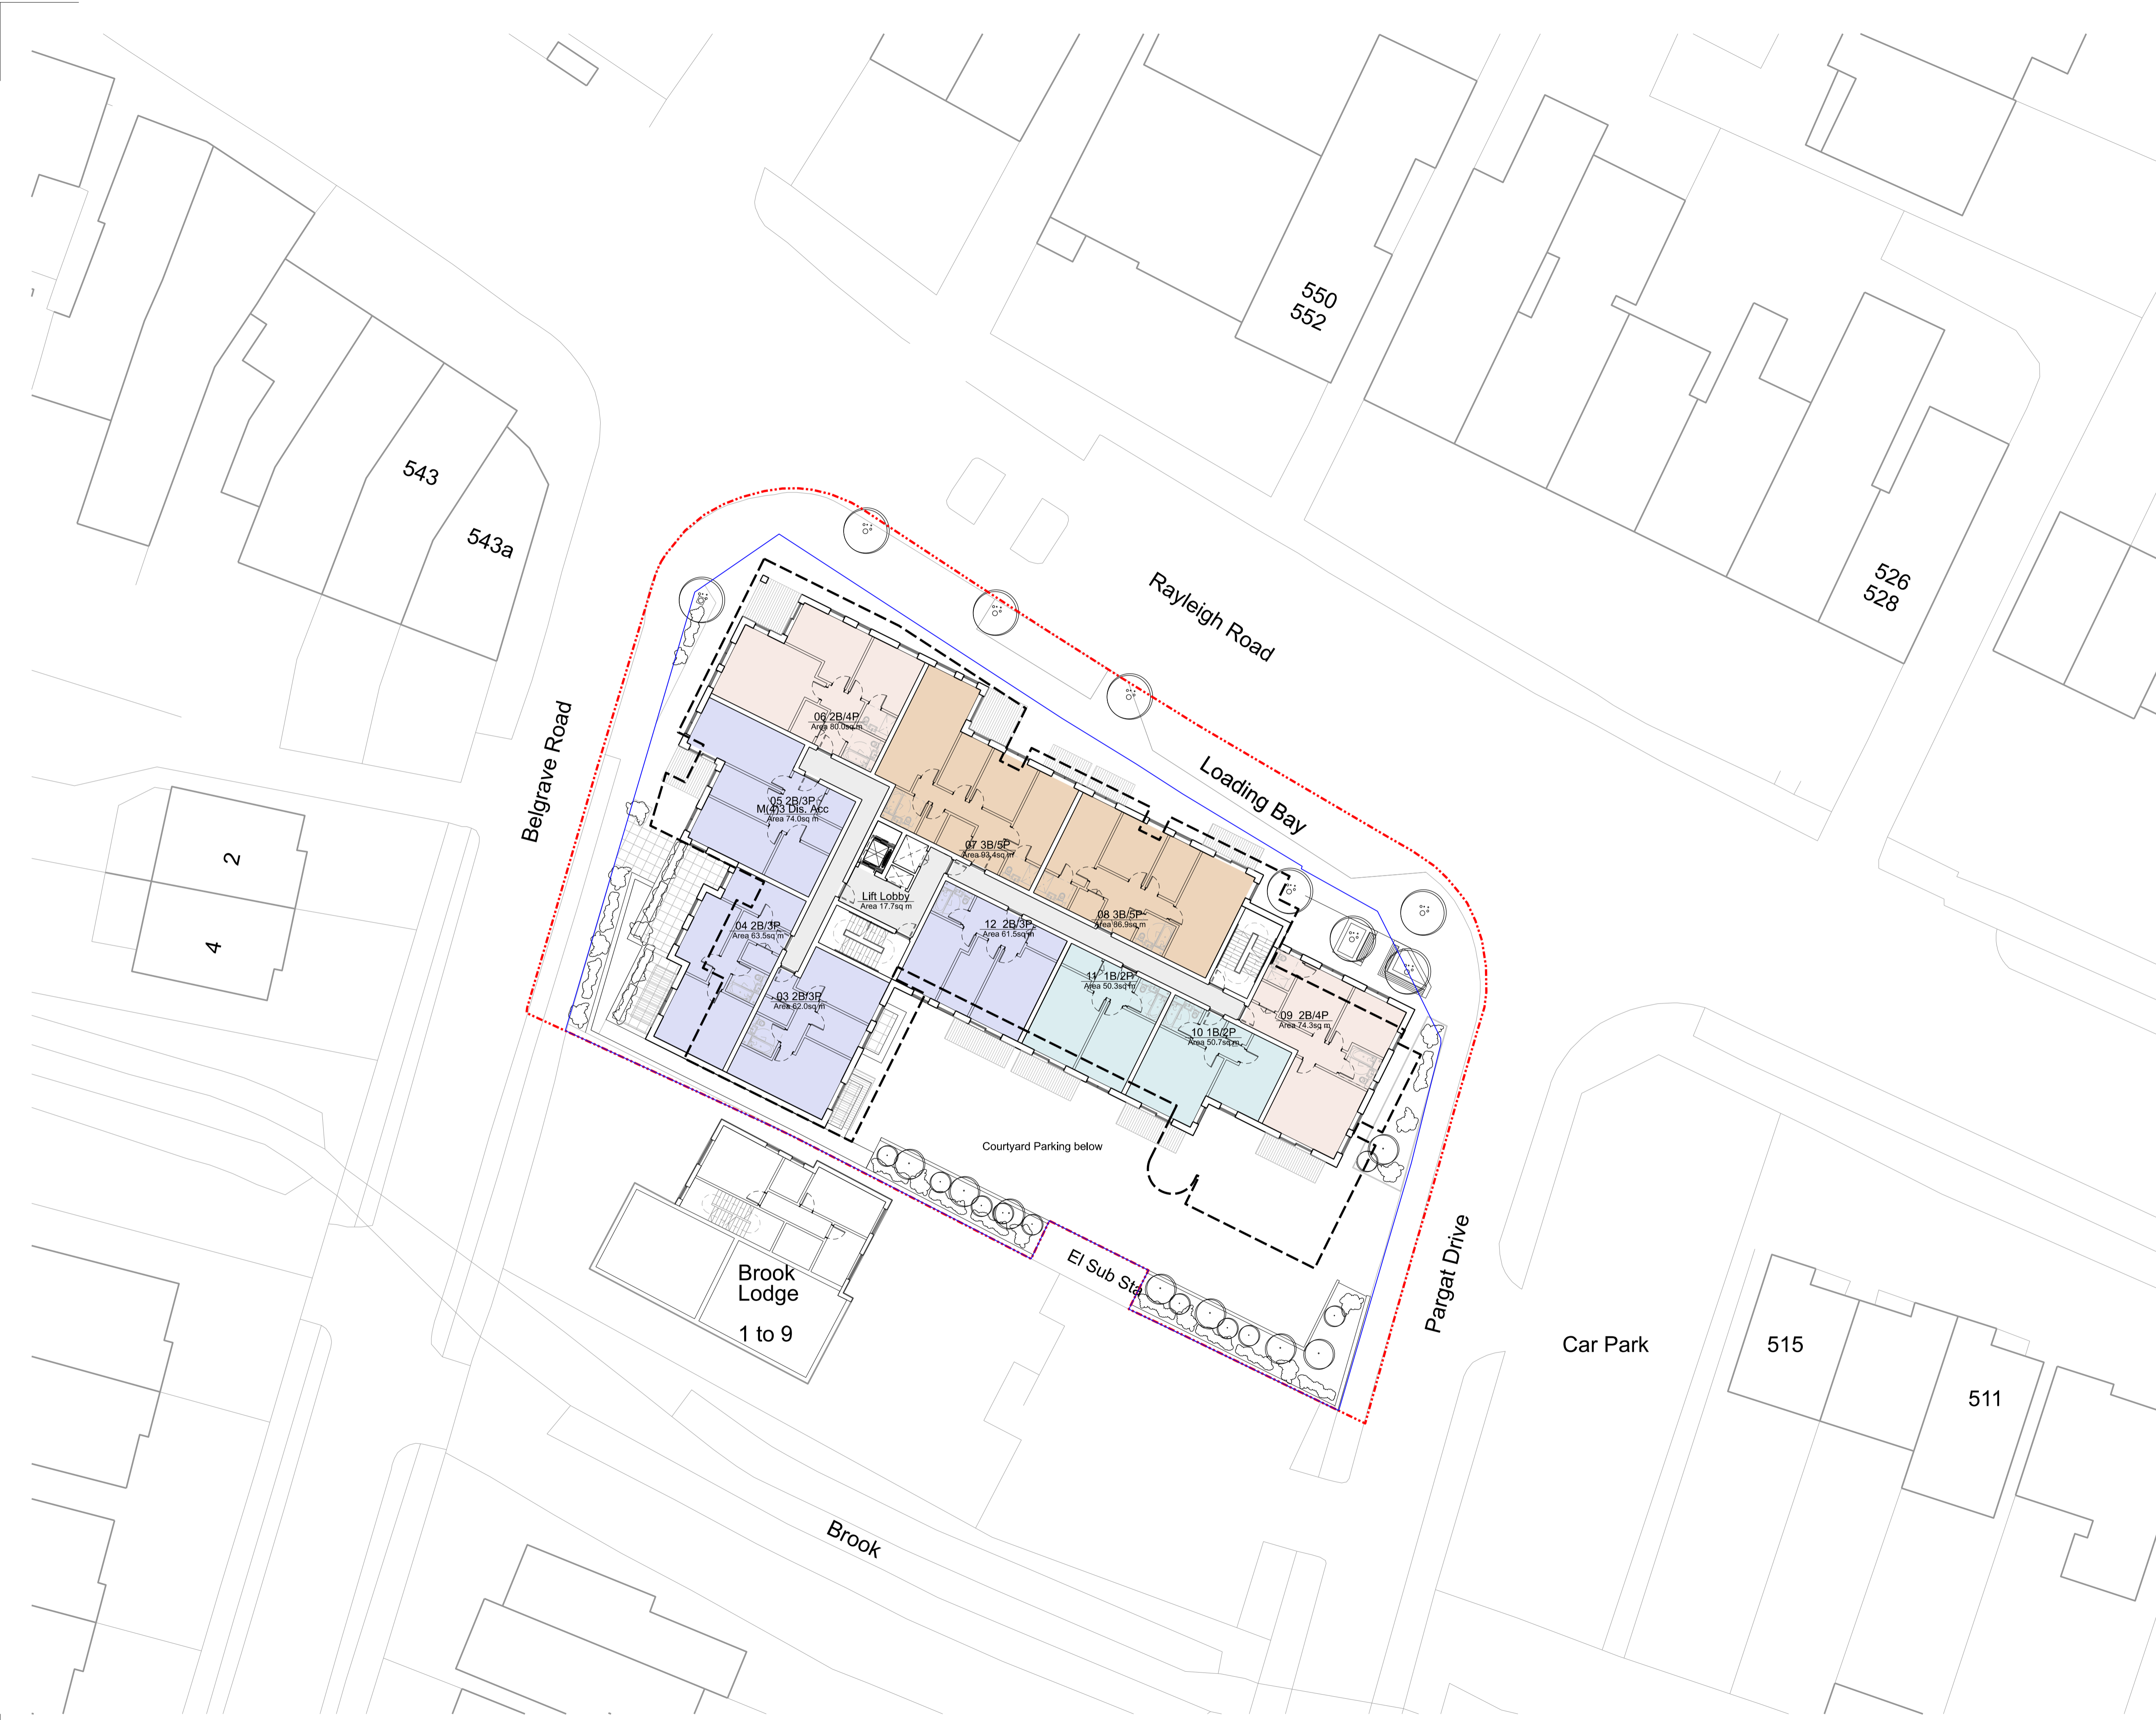 550
552
543
543a
526
528
Rayleigh Road
Belgrave Road
Loading Bay
06 2B/4P
Area 80.0sq m
05 2B/3P
M(4)3 Dis. Acc
Area 74.0sq m
07 3B/5P
Area 93.4sq m
Lift Lobby
Area 17.7sq m
08 3B/5P
Area 86.9sq m
04 2B/3P
Area 63.5sq m
12 2B/3P
Area 61.5sq m
11 1B/2P
Area 50.3sq m
03 2B/3P
Area 62.0sq m
10 1B/2P
Area 50.7sq m
09 2B/4P
Area 74.3sq m
2
4
Courtyard Parking below
El Sub Sta
Pargat Drive
Brook
Lodge
1 to 9
Car Park
515
511
Brook